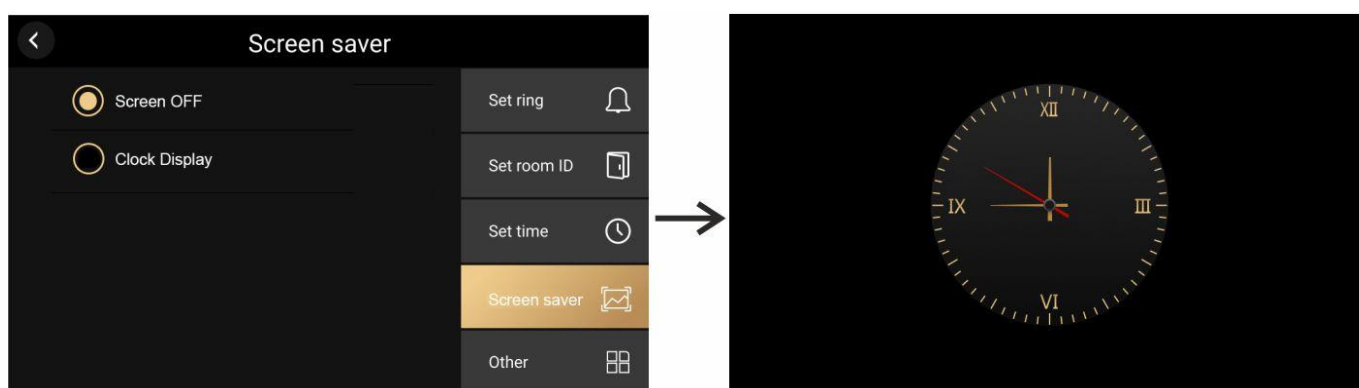 Screen saver
Screen OFF
Clock Display
Set ring
Set room ID
Set time
Screen saver
Other
XII
IX
III
VI